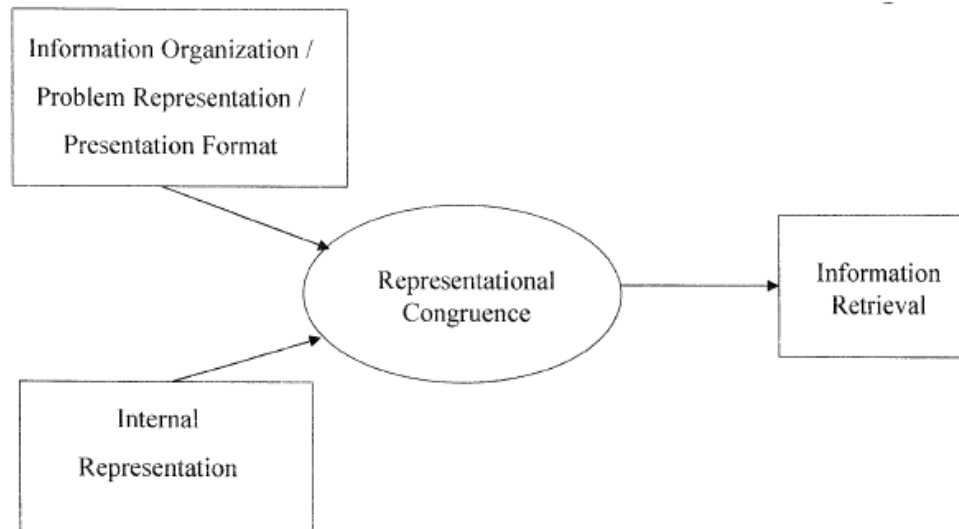 Information Organization /
Problem Representation /
Presentation Format
Representational
Congruence
Information
Retrieval
Internal
Representation